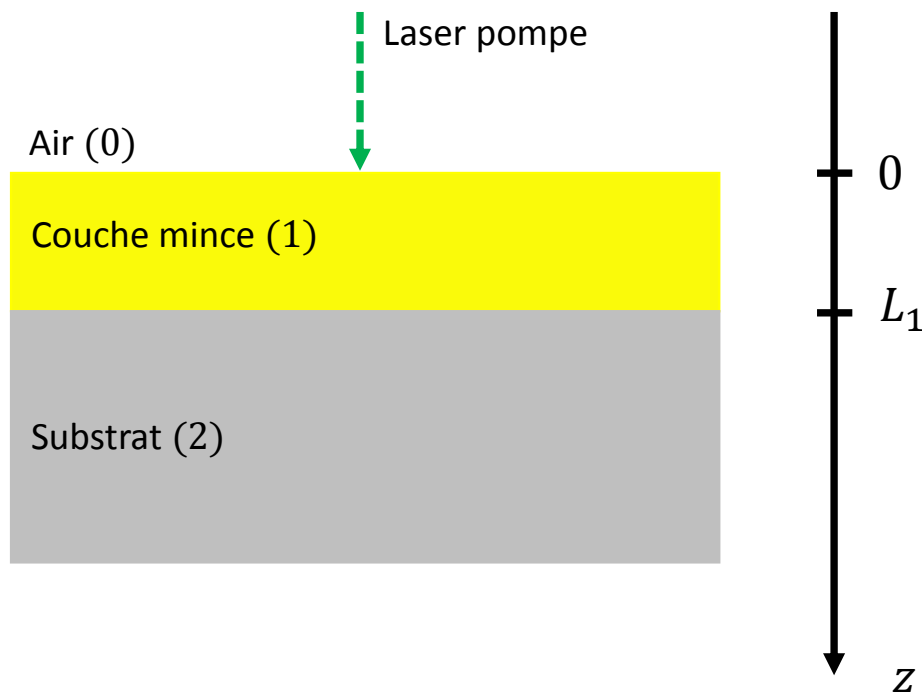 Laser pompe
Air (0)
0
Couche mince (1)
L₁
Substrat (2)
z